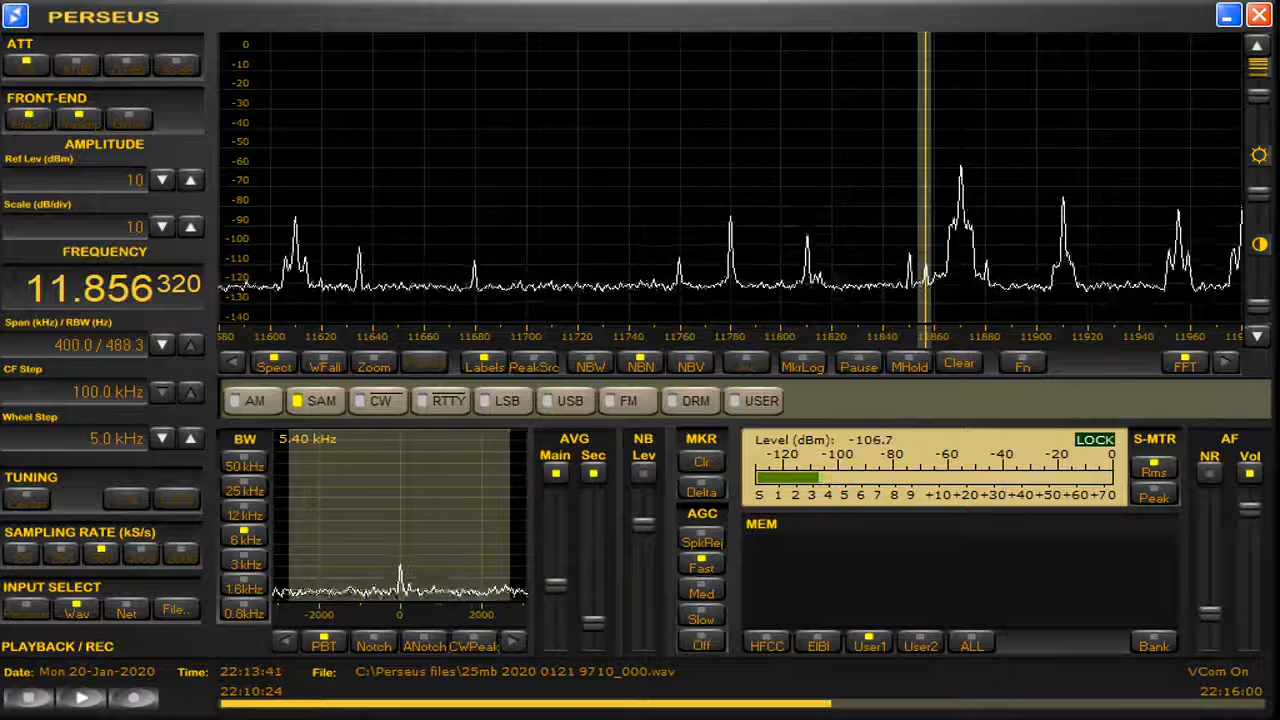 PERSEUS
ATT
FRONT-END
Preamp
AMPLITUDE
Ref Lev (dBm)
10
Scale (dB/div)
10
FREQUENCY
11.856320
Span (kHz) / RBW (Hz)
400.0 / 488.3
CF Step
100.0 kHz
Wheel Step
5.0 kHz
TUNING
SAMPLING RATE (kS/s)
INPUT SELECT
Wav Net File..
PLAYBACK / REC
0
-10
-20
-30
-40
-50
-60
-70
-80
-90
-100
-110
-120
-130
-140
580 11600 11620 11640 11660 11680 11700 11720 11740 11760 11780 11800 11820 11840 11860 11880 11900 11920 11940 11960
Spect WFall Zoom Labels PeakSrc NBW NBN NBV MkrLog Pause MHold Clear Fn FFT
AM SAM CW RTTY LSB USB FM DRM USER
BW
50 kHz
25 kHz
12 kHz
6 kHz
3 kHz
1.6kHz
0.8kHz
5.40 kHz
-2000 0 2000
PBT Notch ANotch CWPeak
AVG
Main Sec
NB
Lev
MKR
Clr
Delta
AGC
SpkRej
Fast
Med
Slow
Off
Level (dBm): -106.7 LOCK
-120 -100 -80 -60 -40 -20 0
S 1 2 3 4 5 6 7 8 9 +10+20+30+40+50+60+70
S-MTR
Rms
Peak
AF
NR Vol
MEM
HFCC EIBI User1 User2 ALL Bank
Date: Mon 20-Jan-2020 Time: 22:13:41 File: C:\Perseus files\25mb 2020 0121 9710_000.wav VCom On
22:10:24 22:16:00